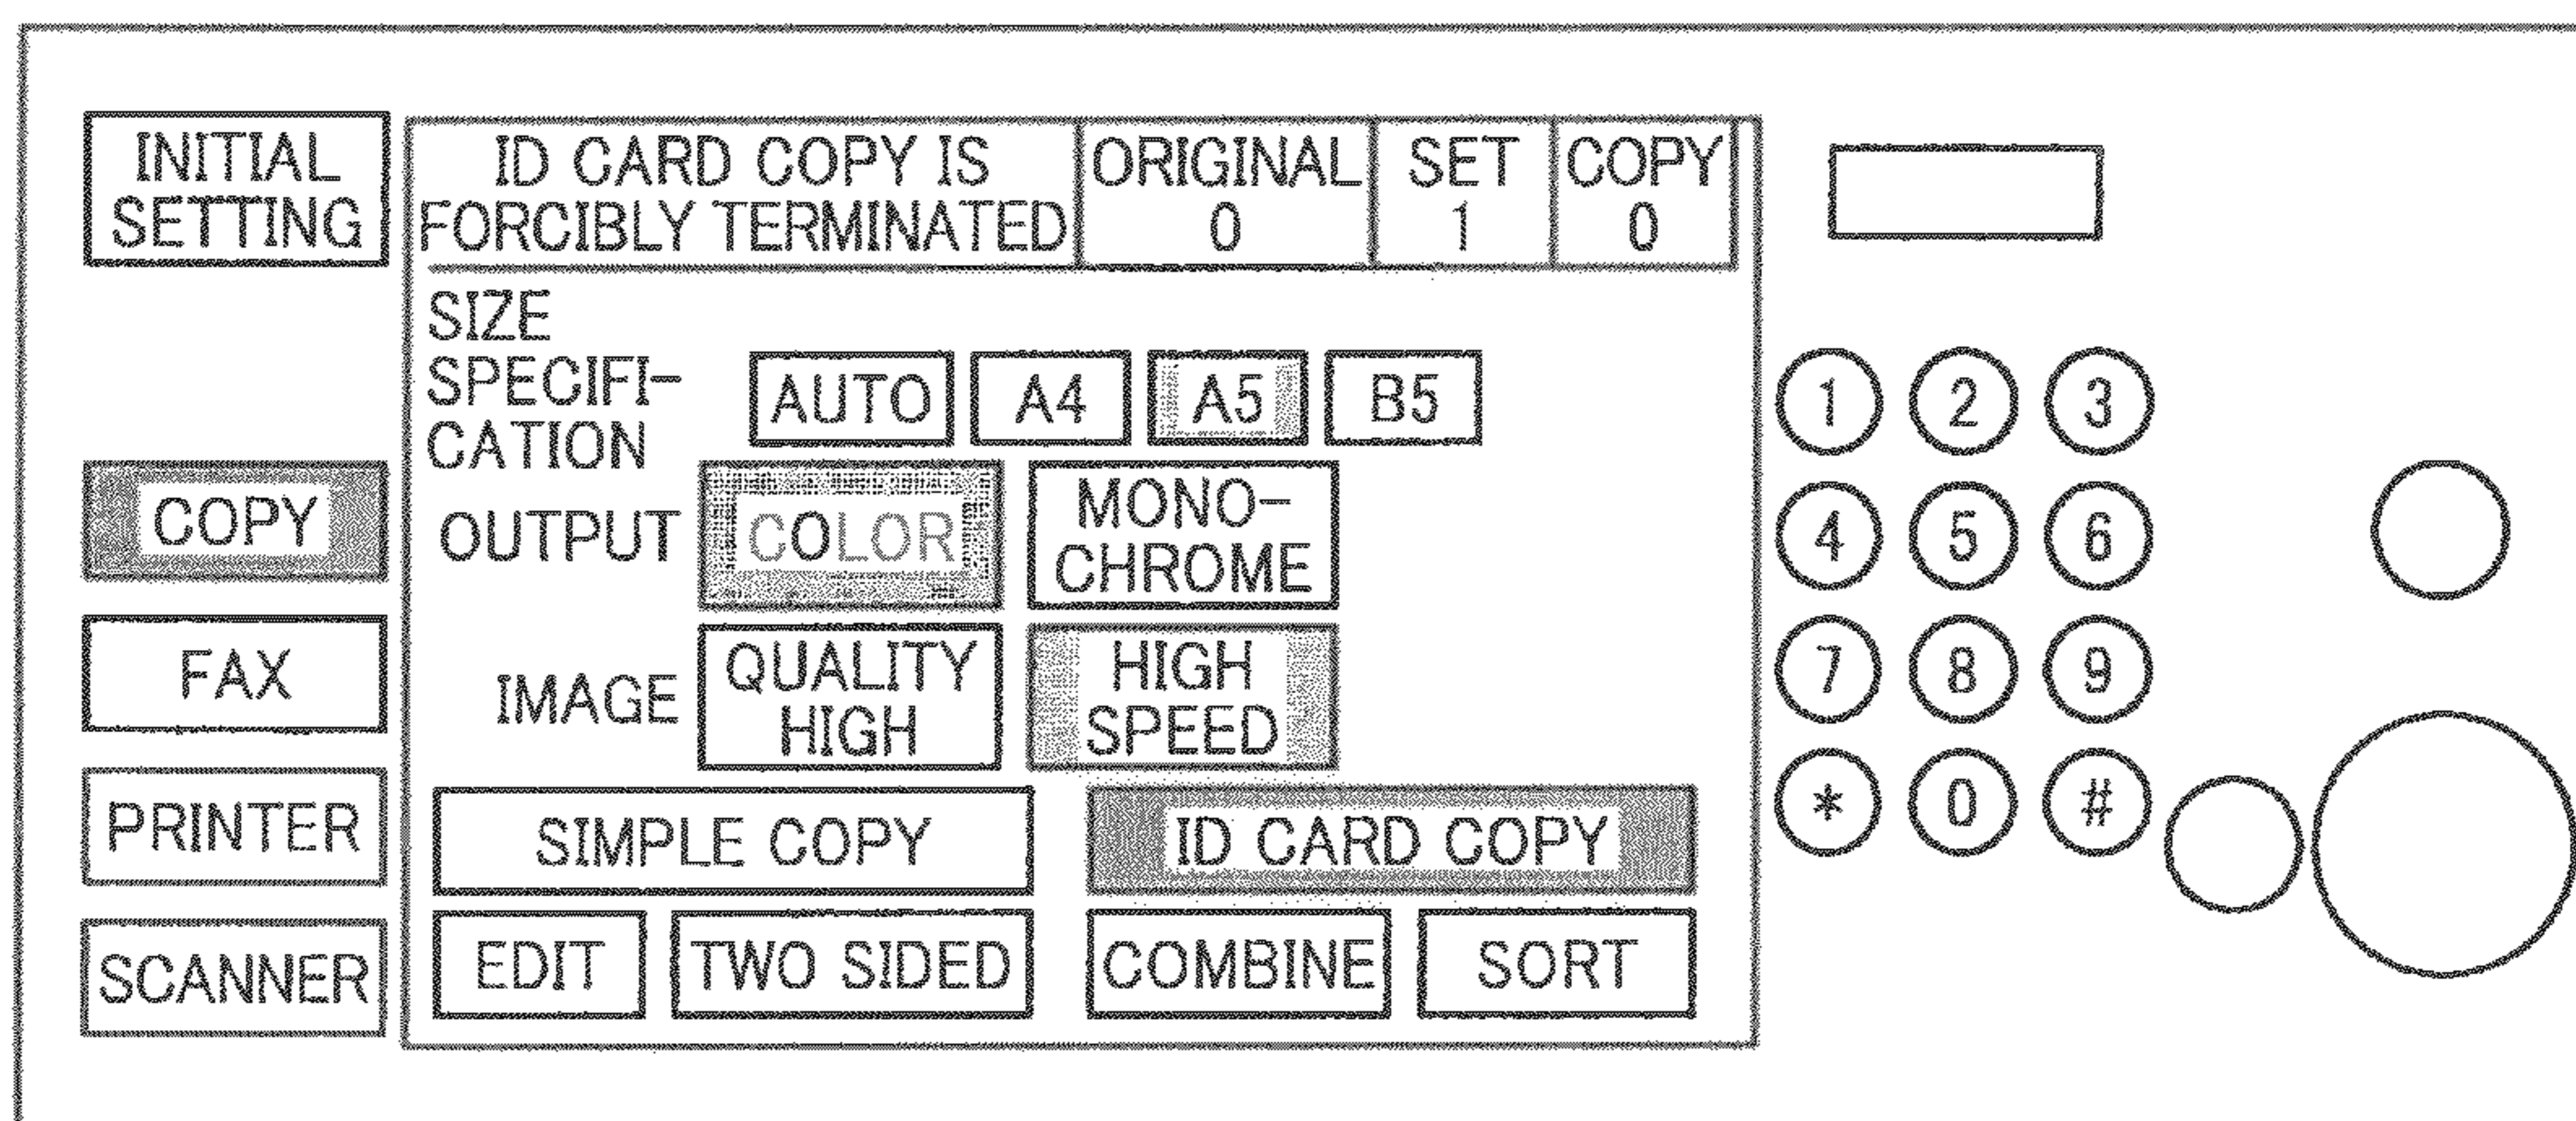 INITIAL
SETTING
COPY
FAX
PRINTER
SCANNER
ID CARD COPY IS
FORCIBLY TERMINATED
ORIGINAL
0
SET
1
COPY
0
SIZE
SPECIFI-
CATION
AUTO
A4
A5
B5
OUTPUT
COLOR
MONO-
CHROME
IMAGE
QUALITY
HIGH
HIGH
SPEED
SIMPLE COPY
ID CARD COPY
EDIT
TWO SIDED
COMBINE
SORT
1 2 3
4 5 6
7 8 9
* 0 #